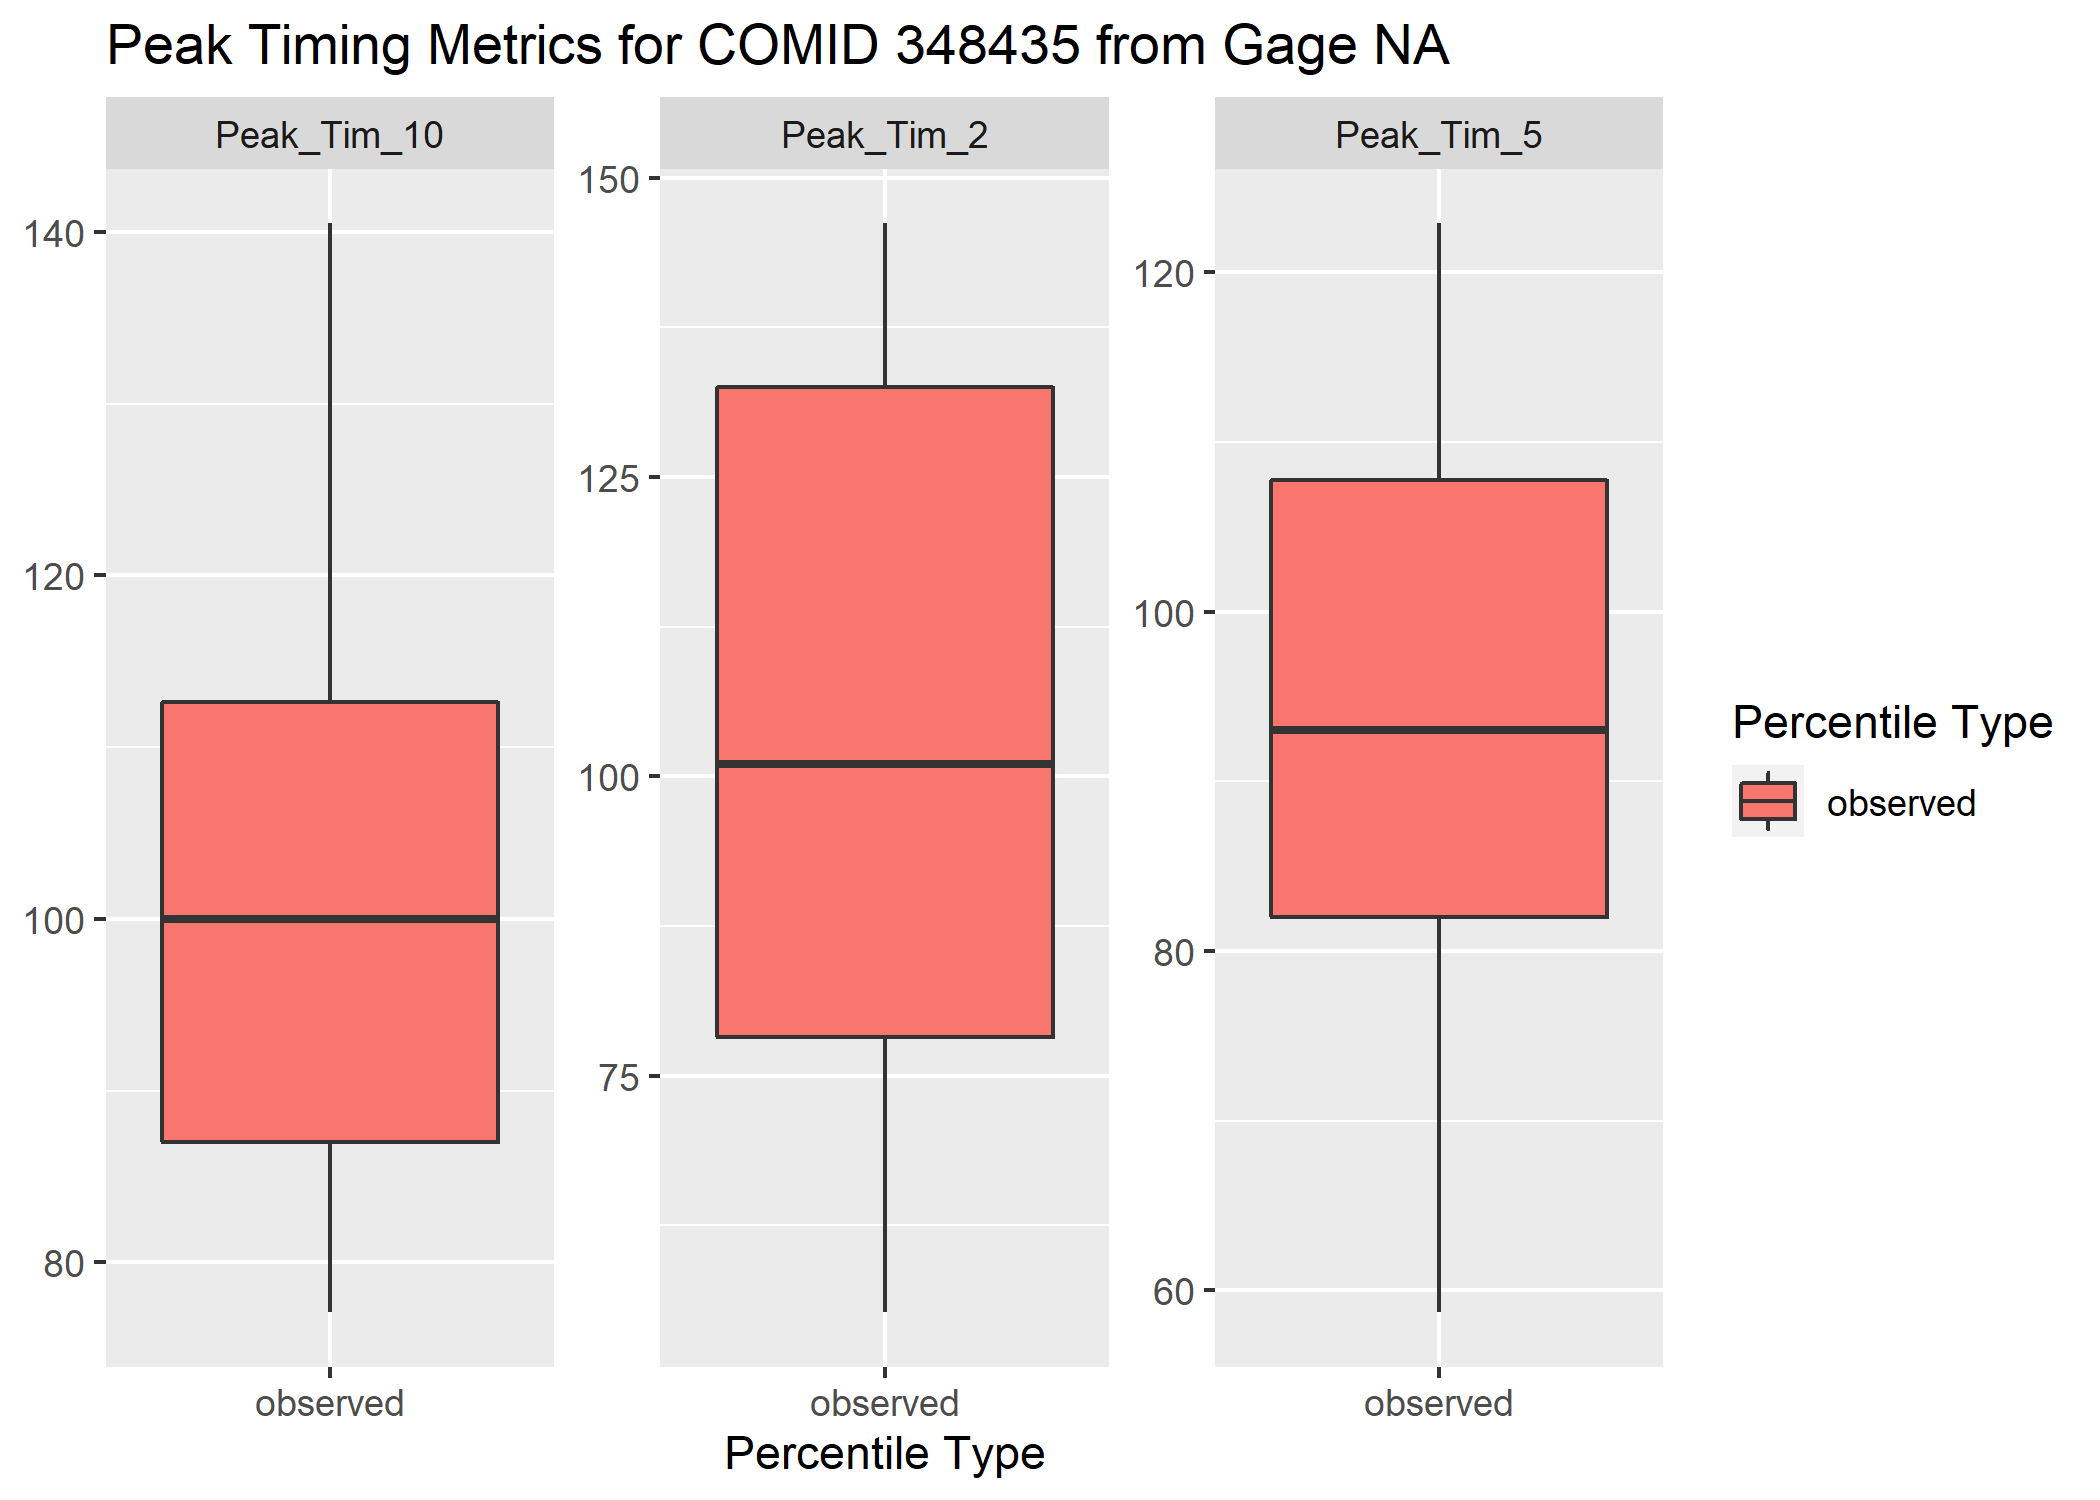 Peak Timing Metrics for COMID 348435 from Gage NA
Peak_Tim_10
140
120
100
80
observed
Peak_Tim_2
150
125
100
75
observed
Peak_Tim_5
120
100
80
60
observed
Percentile Type
Percentile Type
observed